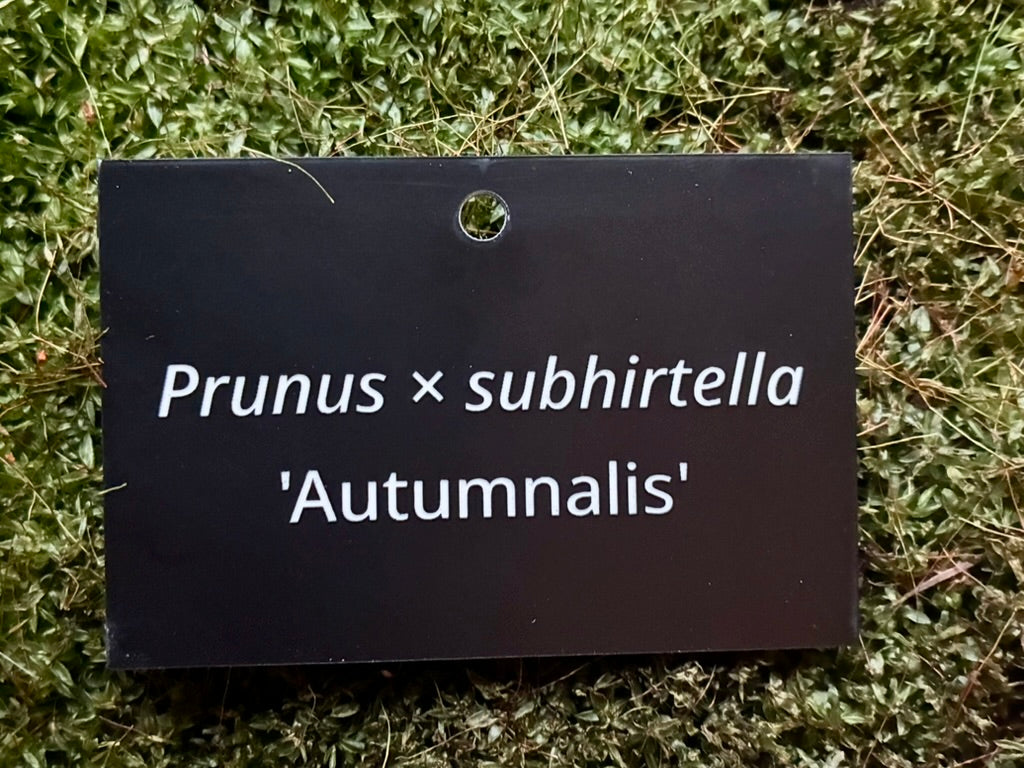 Prunus × subhirtella
'Autumnalis'